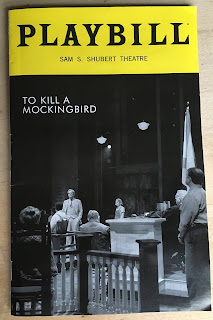 PLAYBILL
SAM S. SHUBERT THEATRE
TO KILL A
MOCKINGBIRD